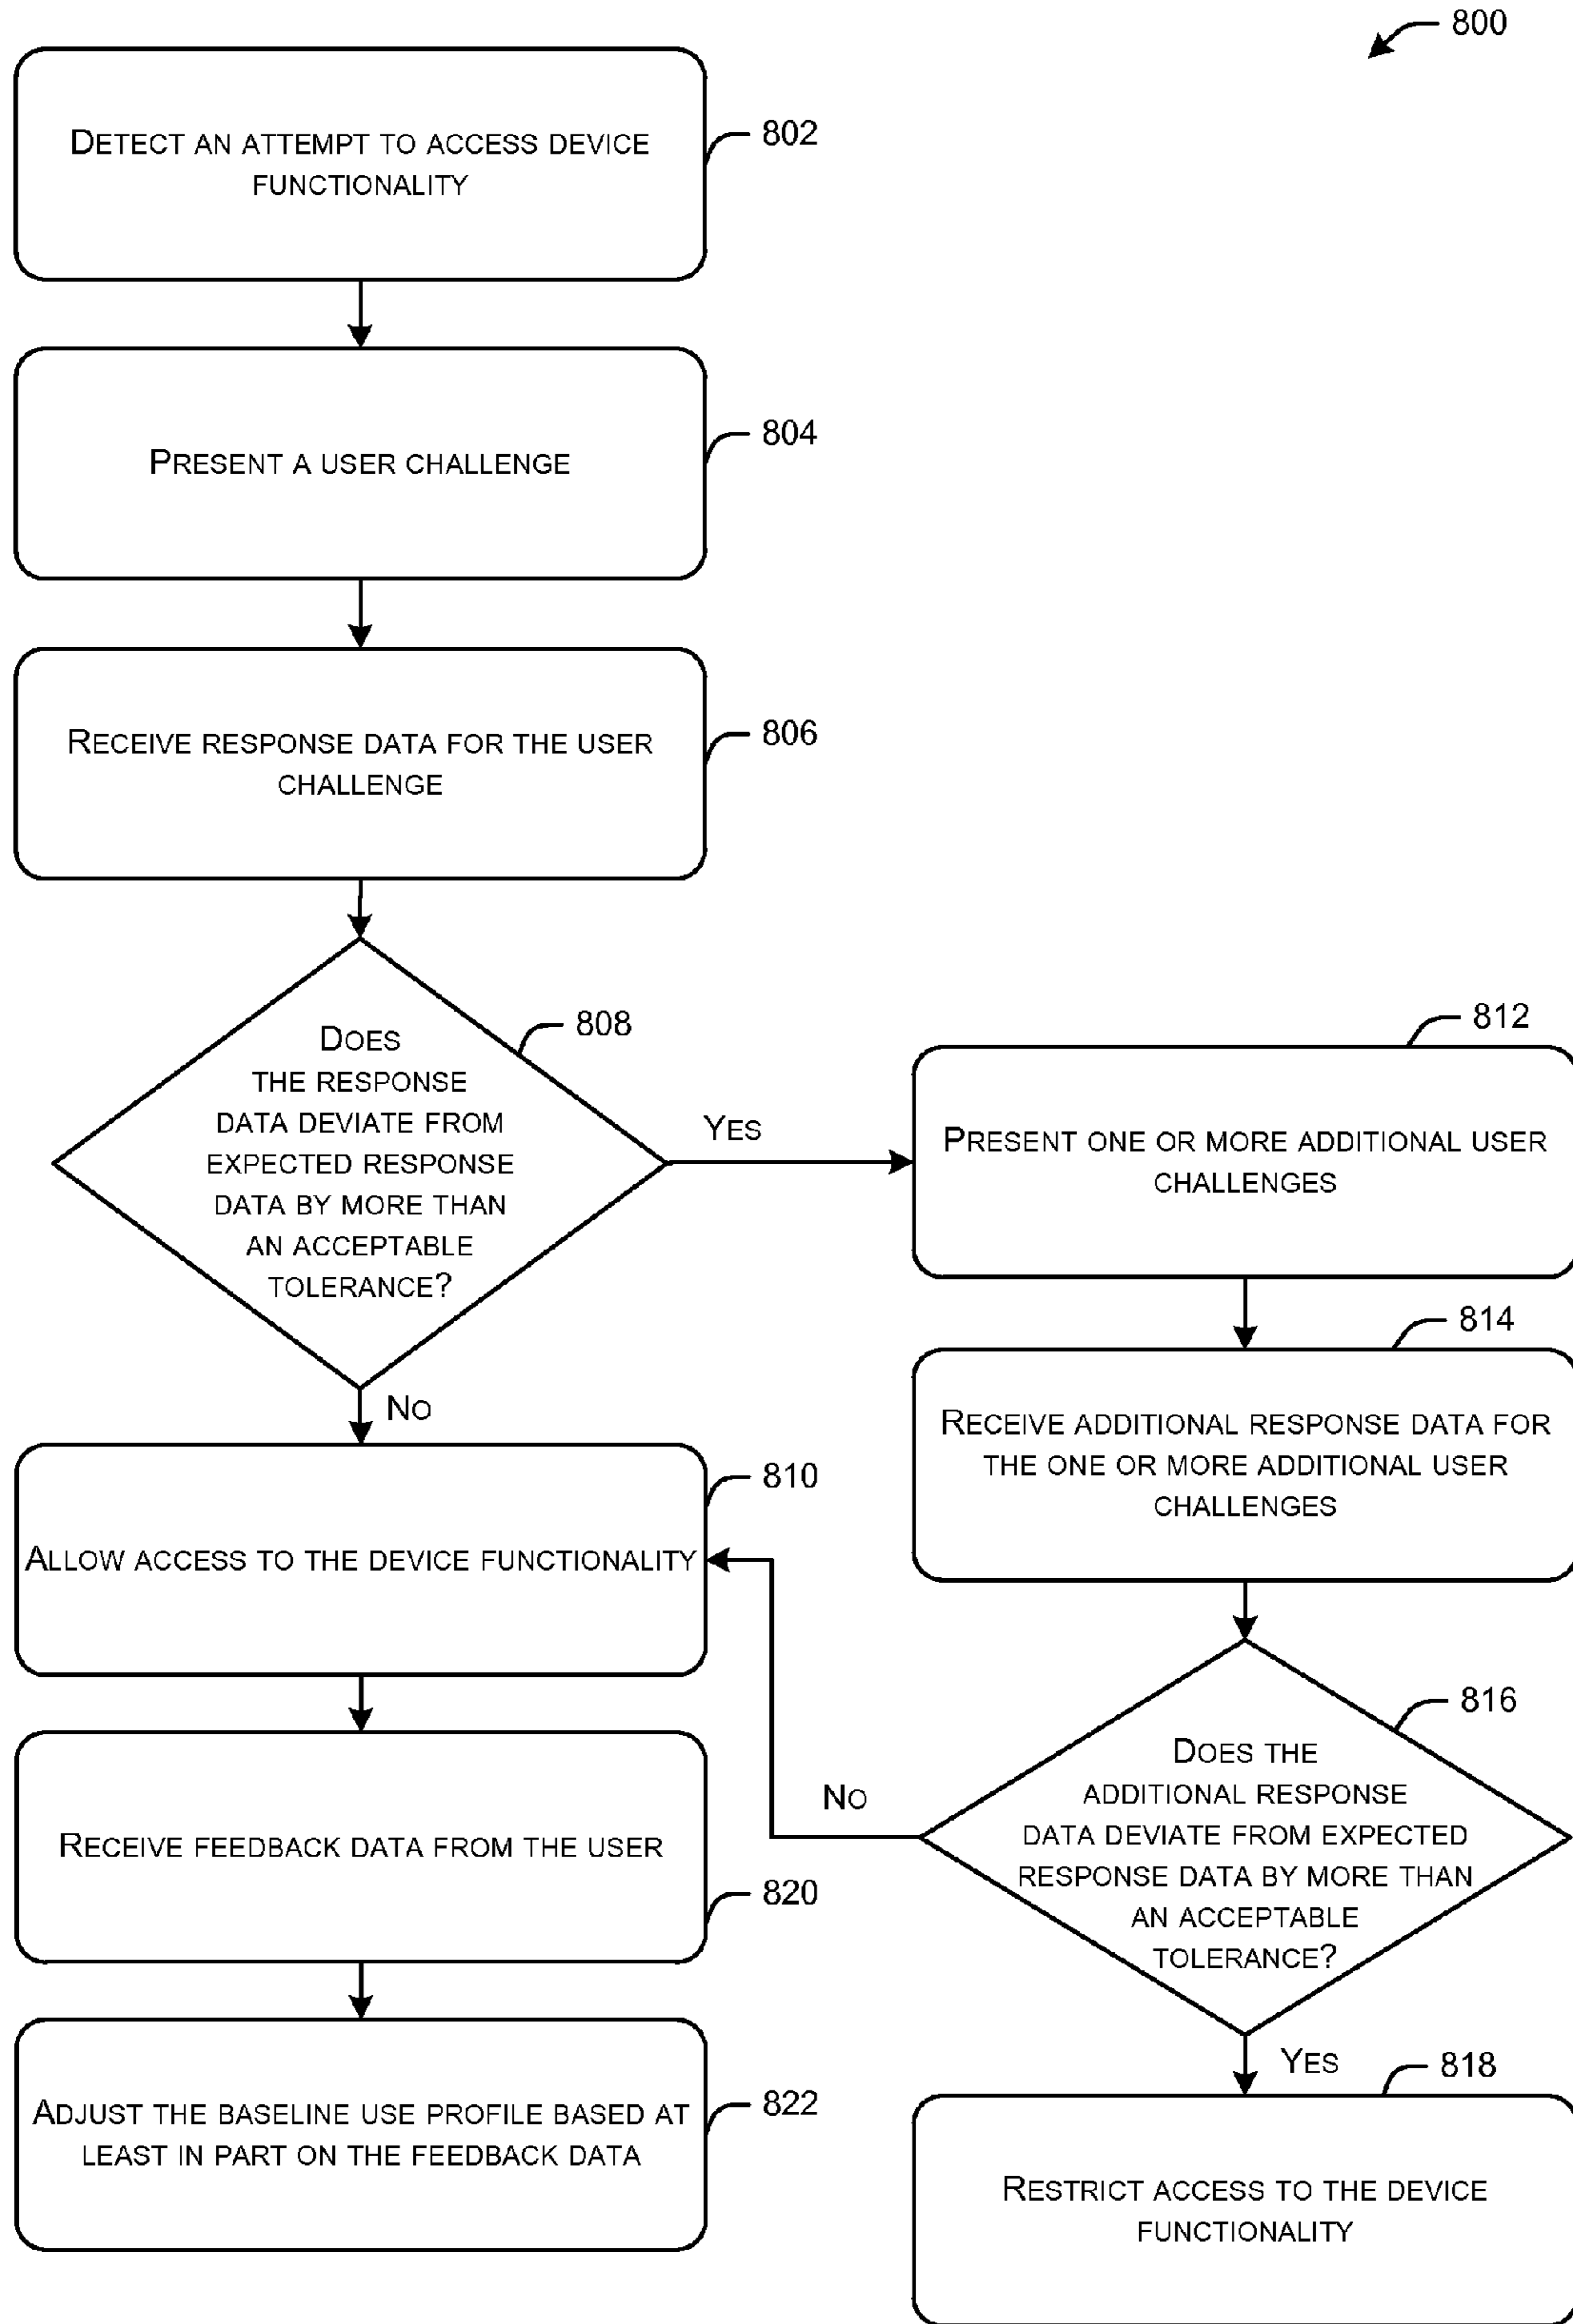 800
DETECT AN ATTEMPT TO ACCESS DEVICE
FUNCTIONALITY
802
PRESENT A USER CHALLENGE
804
RECEIVE RESPONSE DATA FOR THE USER
CHALLENGE
806
DOES
THE RESPONSE
DATA DEVIATE FROM
EXPECTED RESPONSE
DATA BY MORE THAN
AN ACCEPTABLE
TOLERANCE?
808
YES
NO
ALLOW ACCESS TO THE DEVICE FUNCTIONALITY
810
PRESENT ONE OR MORE ADDITIONAL USER
CHALLENGES
812
RECEIVE ADDITIONAL RESPONSE DATA FOR
THE ONE OR MORE ADDITIONAL USER
CHALLENGES
814
DOES THE
ADDITIONAL RESPONSE
DATA DEVIATE FROM EXPECTED
RESPONSE DATA BY MORE THAN
AN ACCEPTABLE
TOLERANCE?
816
NO
YES
RESTRICT ACCESS TO THE DEVICE
FUNCTIONALITY
818
RECEIVE FEEDBACK DATA FROM THE USER
820
ADJUST THE BASELINE USE PROFILE BASED AT
LEAST IN PART ON THE FEEDBACK DATA
822